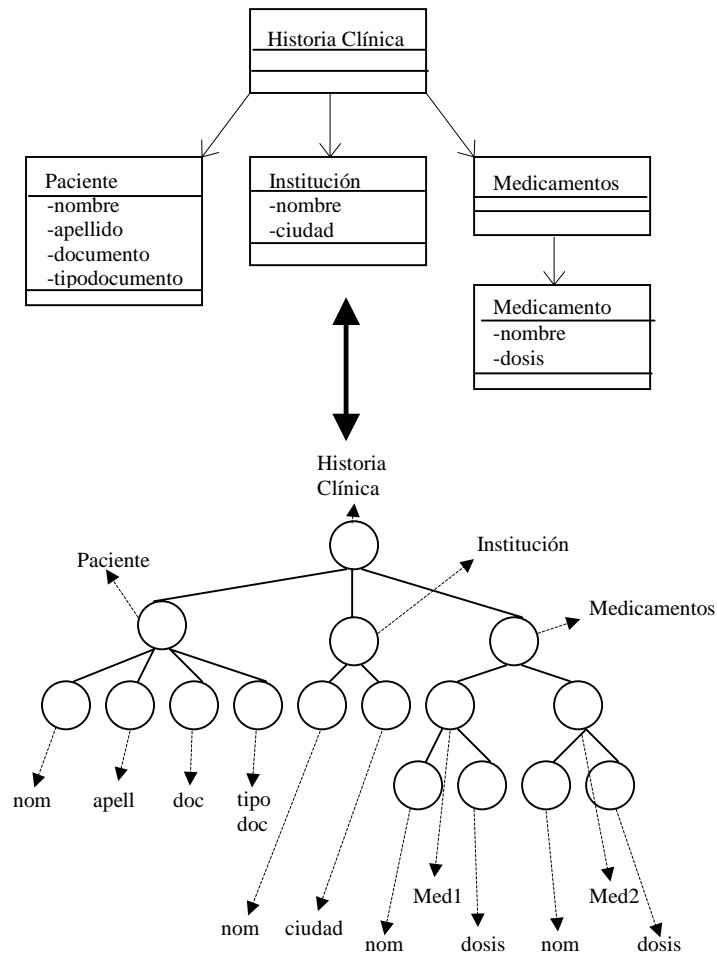 Historia Clínica
Paciente
-nombre
-apellido
-documento
-tipodocumento
Institución
-nombre
-ciudad
Medicamentos
Medicamento
-nombre
-dosis
Historia
Clínica
Paciente
Institución
Medicamentos
nom
apell
doc
tipo
doc
nom
ciudad
Med1
Med2
nom
dosis
nom
dosis